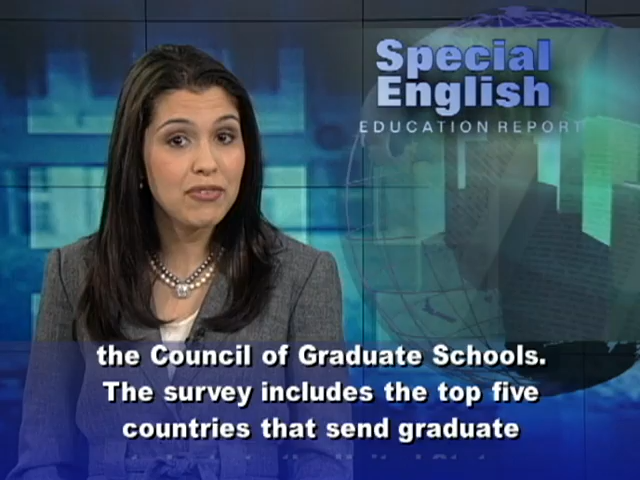 Special
English
EDUCATION REPORT
the Council of Graduate Schools.
The survey includes the top five
countries that send graduate